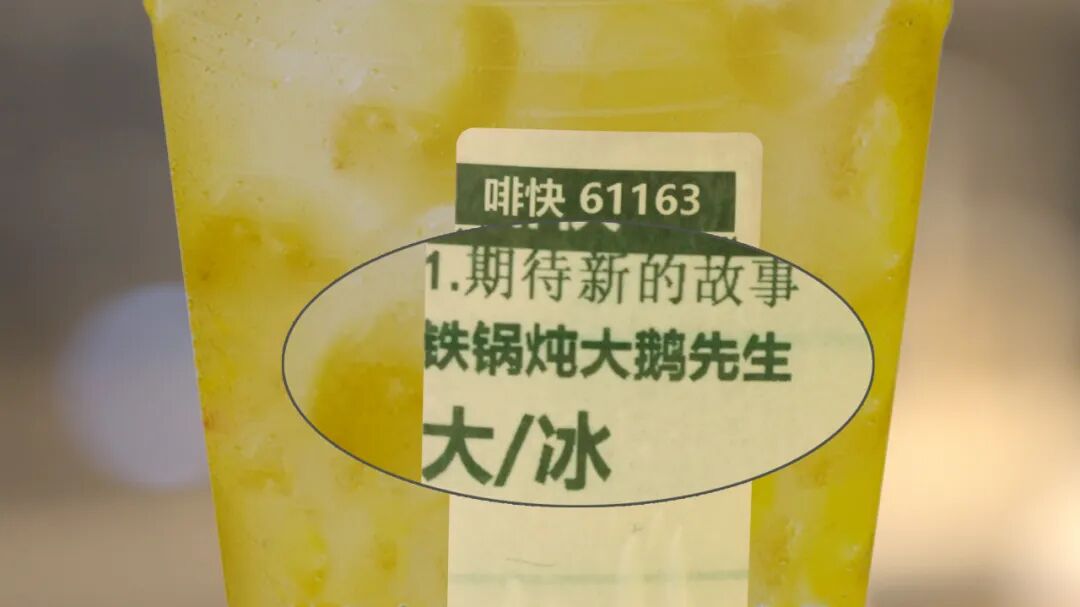 啡快 61163
1.期待新的故事
铁锅炖大鹅先生
大/冰